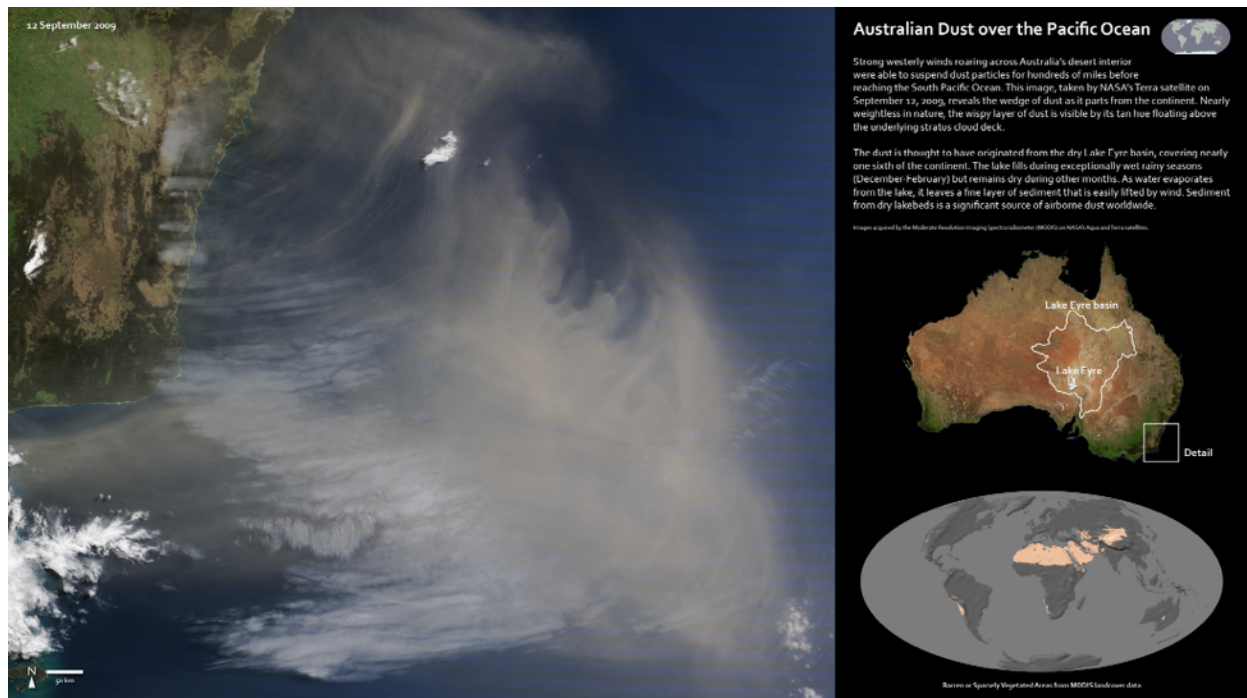 12 September 2009
Australian Dust over the Pacific Ocean
Strong westerly winds roaring across Australia's desert interior
were able to suspend dust particles for hundreds of miles before
reaching the South Pacific Ocean. This image, taken by NASA's Terra satellite on
September 12, 2009, reveals the wedge of dust as it parts from the continent. Nearly
weightless in nature, the wispy layer of dust is visible by its tan hue floating above
the underlying stratus cloud deck.
The dust is thought to have originated from the dry Lake Eyre basin, covering nearly
one sixth of the continent. The lake fills during exceptionally wet rainy seasons
(December-February) but remains dry during other months. As water evaporates
from the lake, it leaves a fine layer of sediment that is easily lifted by wind. Sediment
from dry lakebeds is a significant source of airborne dust worldwide.
Images acquired by the Moderate Resolution Imaging Spectroradiometer (MODIS) on NASA's Aqua and Terra satellites.
Lake Eyre basin
Lake Eyre
Detail
N
50 km
Barren or Sparsely Vegetated Areas from MODIS landcover data